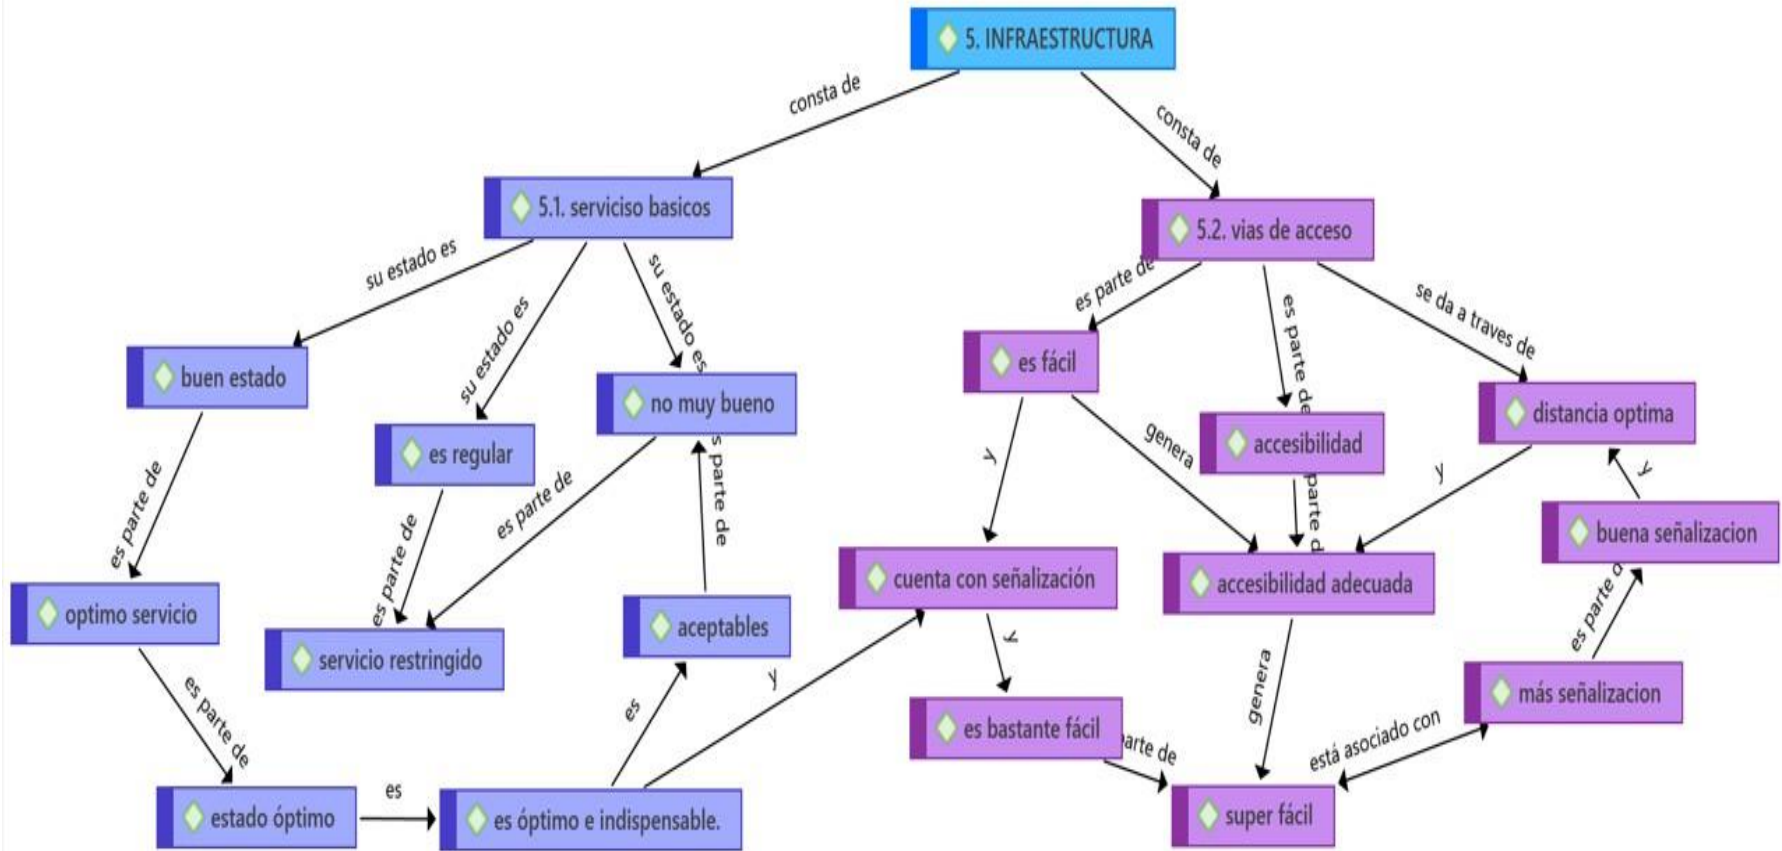 5. INFRAESTRUCTURA
consta de
consta de
5.1. serviciso basicos
5.2. vias de acceso
su estado es
su estado es
su estado es
es parte de
es parte de
se da a traves de
buen estado
es regular
no muy bueno
es fácil
accesibilidad
distancia optima
es parte de
es parte de
es parte de
s parte de
y
genera
parte d
y
y
buena señalizacion
optimo servicio
servicio restringido
aceptables
cuenta con señalización
accesibilidad adecuada
es parte d
es parte de
es
y
y
genera
más señalizacion
es bastante fácil
parte de
está asociado con
estado óptimo
es
es óptimo e indispensable.
super fácil